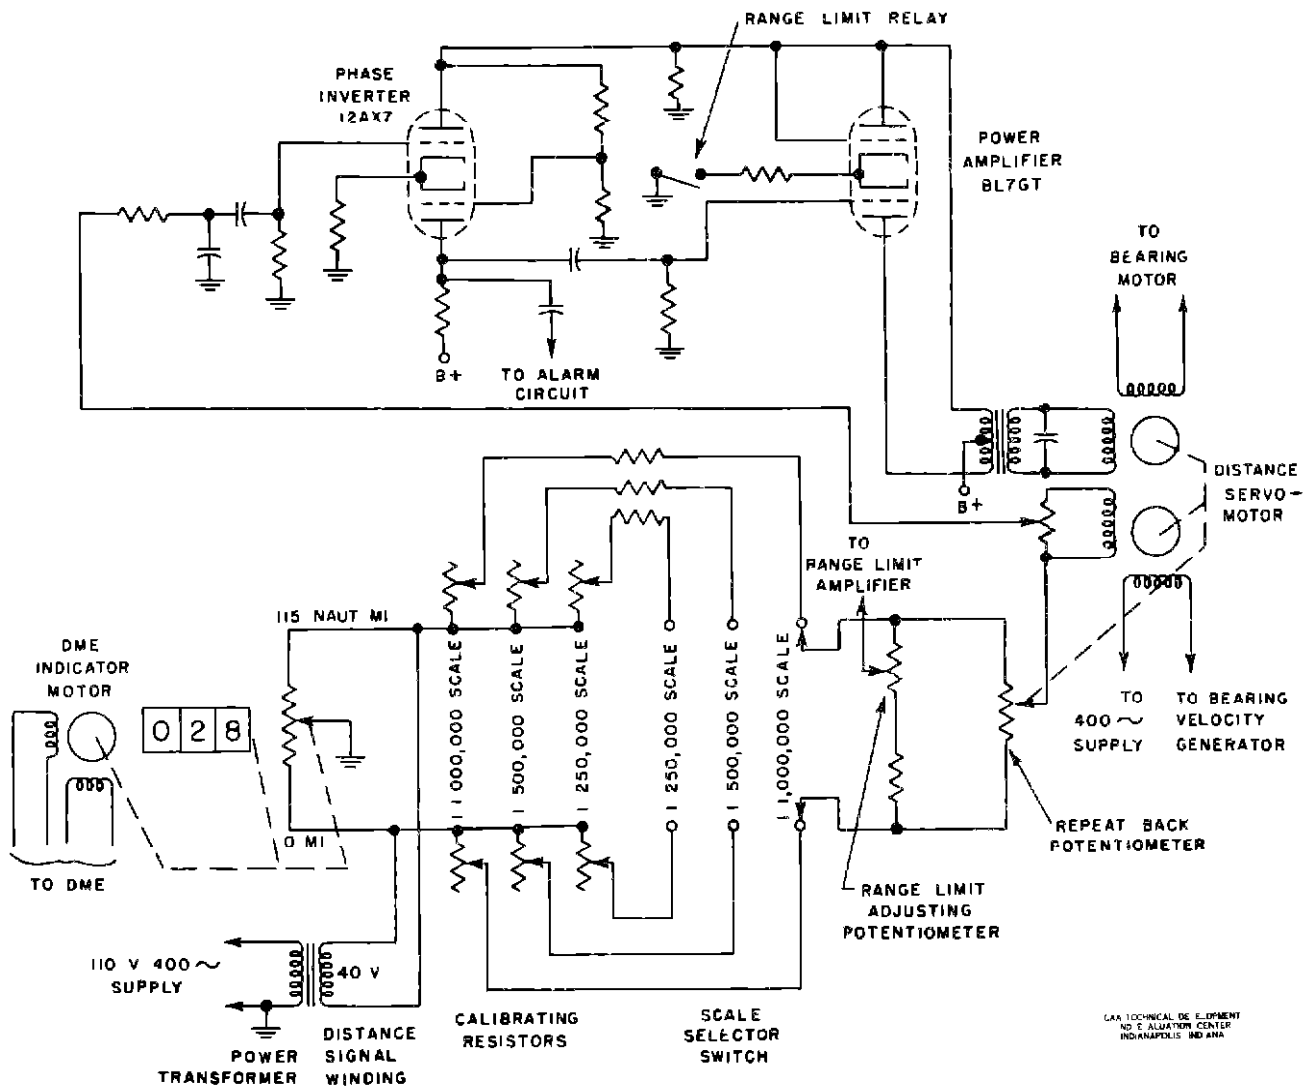 RANGE LIMIT RELAY
PHASE
INVERTER
12AX7
POWER
AMPLIFIER
BL7GT
TO
BEARING
MOTOR
B+
TO ALARM
CIRCUIT
B+
DISTANCE
SERVO-
MOTOR
TO
RANGE LIMIT
AMPLIFIER
115 NAUT MI
DME
INDICATOR
MOTOR
0 2 8
1 000,000 SCALE
1 500,000 SCALE
1 250,000 SCALE
1 250,000 SCALE
1 500,000 SCALE
1 1,000,000 SCALE
TO
400 ~
SUPPLY
TO BEARING
VELOCITY
GENERATOR
0 MI
TO DME
REPEAT BACK
POTENTIOMETER
RANGE LIMIT
ADJUSTING
POTENTIOMETER
110 V 400 ~
SUPPLY
40 V
POWER
TRANSFORMER
DISTANCE
SIGNAL
WINDING
CALIBRATING
RESISTORS
SCALE
SELECTOR
SWITCH
CENTER
INDIANAPOLIS